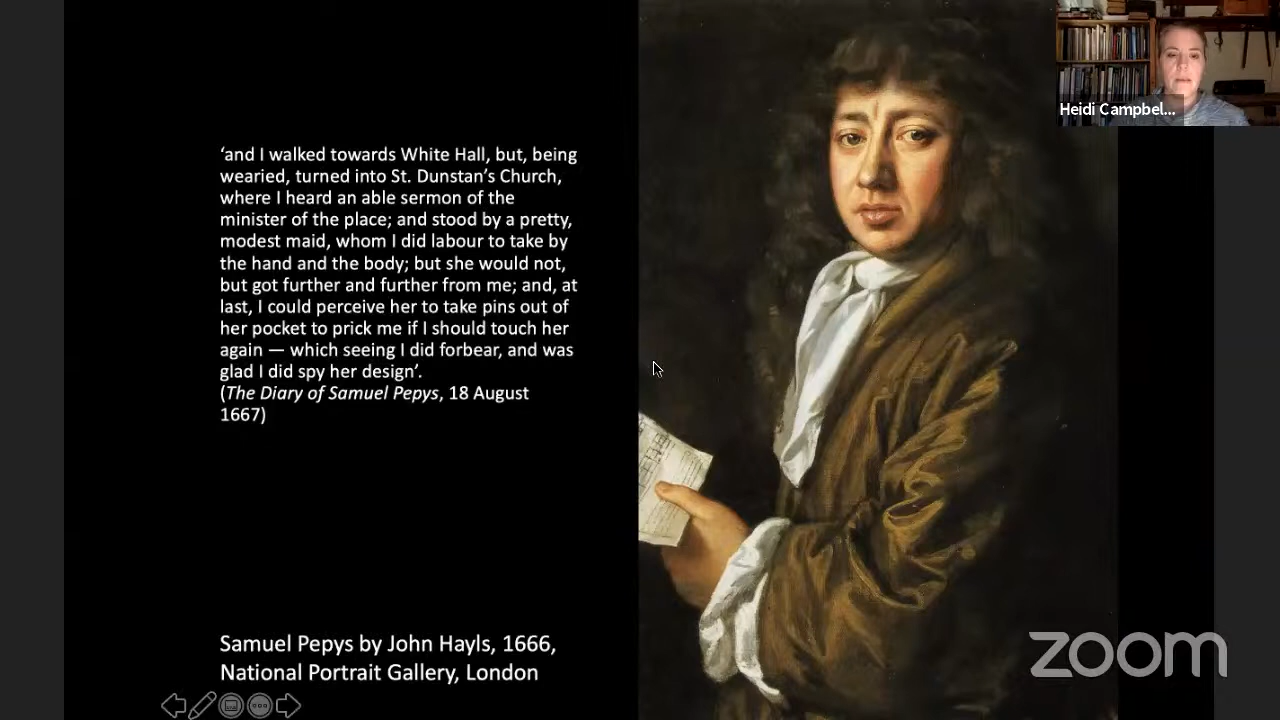 ‘and I walked towards White Hall, but, being
wearied, turned into St. Dunstan’s Church,
where I heard an able sermon of the
minister of the place; and stood by a pretty,
modest maid, whom I did labour to take by
the hand and the body; but she would not,
but got further and further from me; and, at
last, I could perceive her to take pins out of
her pocket to prick me if I should touch her
again — which seeing I did forbear, and was
glad I did spy her design’.
(The Diary of Samuel Pepys, 18 August
1667)
Samuel Pepys by John Hayls, 1666,
National Portrait Gallery, London
Heidi Campbel...
zoom